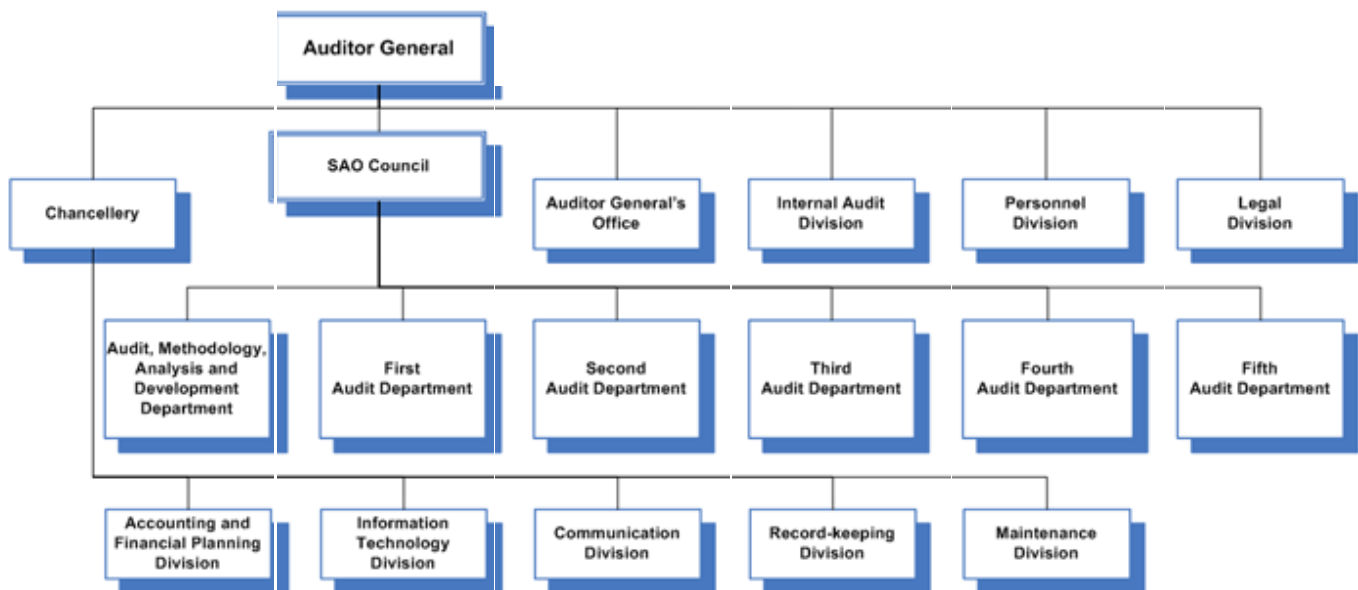 Auditor General
SAO Council
Chancellery
Auditor General's
Office
Internal Audit
Division
Personnel
Division
Legal
Division
Audit, Methodology,
Analysis and
Development
Department
First
Audit Department
Second
Audit Department
Third
Audit Department
Fourth
Audit Department
Fifth
Audit Department
Accounting and
Financial Planning
Division
Information
Technology
Division
Communication
Division
Record-keeping
Division
Maintenance
Division